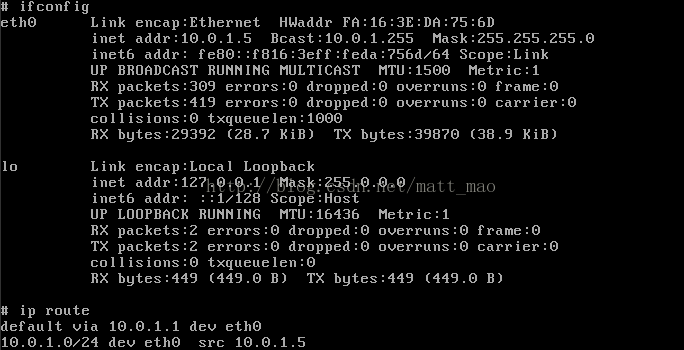 # ifconfig
eth0 Link encap:Ethernet HWaddr FA:16:3E:DA:75:6D
inet addr:10.0.1.5 Bcast:10.0.1.255 Mask:255.255.255.0
inet6 addr: fe80::f816:3eff:feda:756d/64 Scope:Link
UP BROADCAST RUNNING MULTICAST MTU:1500 Metric:1
RX packets:309 errors:0 dropped:0 overruns:0 frame:0
TX packets:419 errors:0 dropped:0 overruns:0 carrier:0
collisions:0 txqueuelen:1000
RX bytes:29392 (28.7 KiB) TX bytes:39870 (38.9 KiB)
lo Link encap:Local Loopback
inet addr:127.0.0.1 Mask:255.0.0.0
http://blog.csdn.net/matt_mao
inet6 addr: ::1/128 Scope:Host
UP LOOPBACK RUNNING MTU:16436 Metric:1
RX packets:2 errors:0 dropped:0 overruns:0 frame:0
TX packets:2 errors:0 dropped:0 overruns:0 carrier:0
collisions:0 txqueuelen:0
RX bytes:449 (449.0 B) TX bytes:449 (449.0 B)
# ip route
default via 10.0.1.1 dev eth0
10.0.1.0/24 dev eth0 src 10.0.1.5